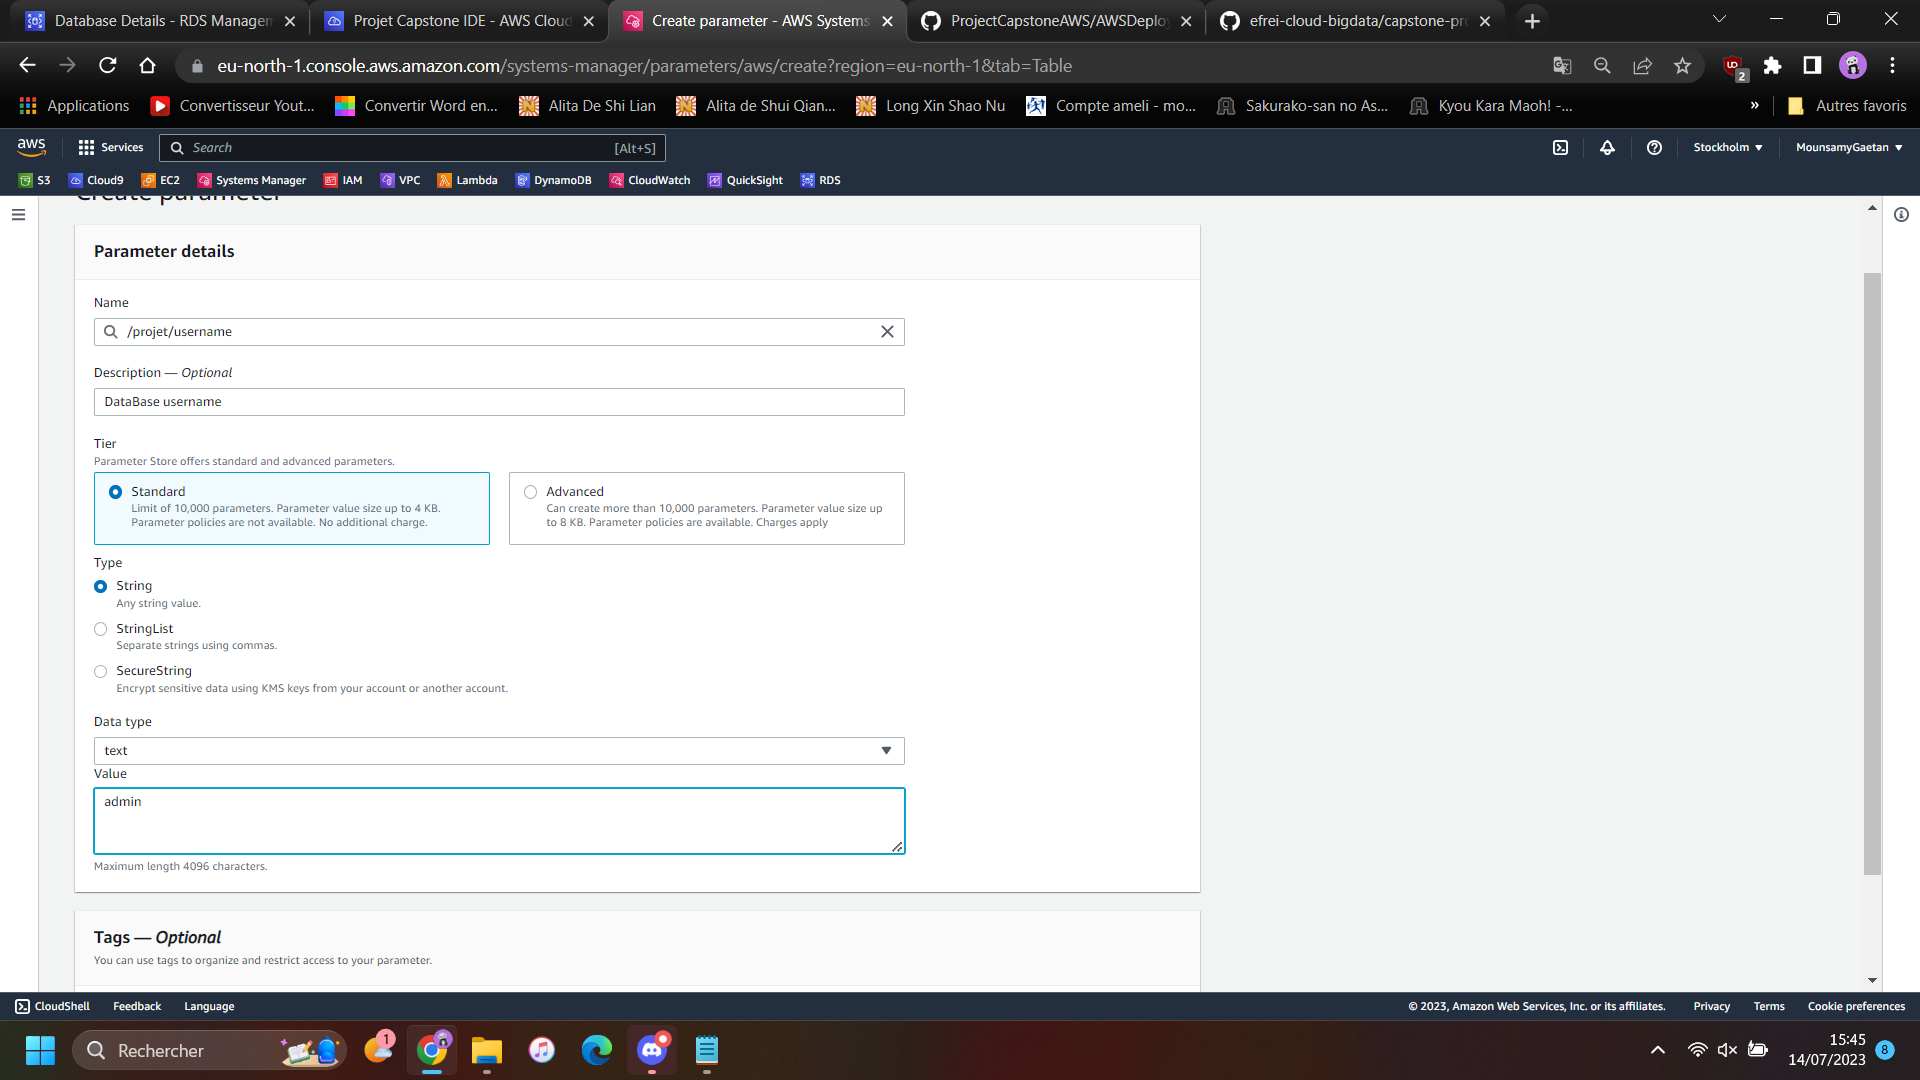 Database Details - RDS Managem
Projet Capstone IDE - AWS Cloud
Create parameter - AWS Systems
ProjectCapstoneAWS/AWSDeploy
efrei-cloud-bigdata/capstone-pro
eu-north-1.console.aws.amazon.com/systems-manager/parameters/aws/create?region=eu-north-1&tab=Table
2
Applications
Convertisseur Yout...
Convertir Word en...
Alita De Shi Lian
Alita de Shui Qian...
Long Xin Shao Nu
Compte ameli - mo...
Sakurako-san no As...
Kyou Kara Maoh! -...
»
Autres favoris
aws
Services
Search
[Alt+S]
Stockholm
MounsamyGaetan
S3
Cloud9
EC2
Systems Manager
IAM
VPC
Lambda
DynamoDB
CloudWatch
QuickSight
RDS
Create parameter
Parameter details
Name
/projet/username
Description — Optional
DataBase username
Tier
Parameter Store offers standard and advanced parameters.
Standard
Limit of 10,000 parameters. Parameter value size up to 4 KB.
Parameter policies are not available. No additional charge.
Advanced
Can create more than 10,000 parameters. Parameter value size up
to 8 KB. Parameter policies are available. Charges apply
Type
String
Any string value.
StringList
Separate strings using commas.
SecureString
Encrypt sensitive data using KMS keys from your account or another account.
Data type
text
Value
admin
Maximum length 4096 characters.
Tags — Optional
You can use tags to organize and restrict access to your parameter.
CloudShell
Feedback
Language
© 2023, Amazon Web Services, Inc. or its affiliates.
Privacy
Terms
Cookie preferences
Rechercher
1
15:45
14/07/2023
8